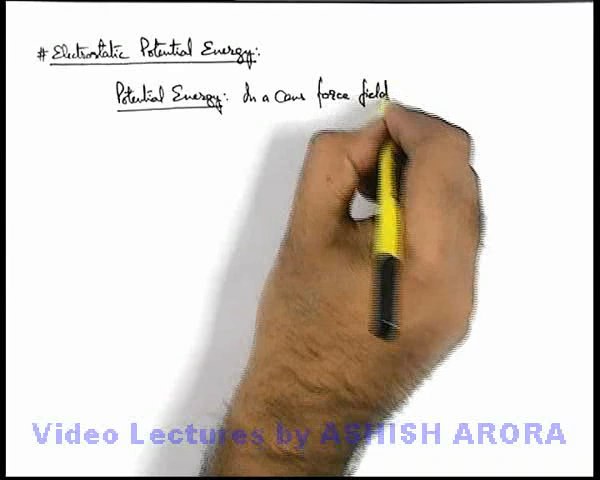 # Electrostatic Potential Energy:
Potential Energy: In a Cons force field
Video Lectures by ASHISH ARORA